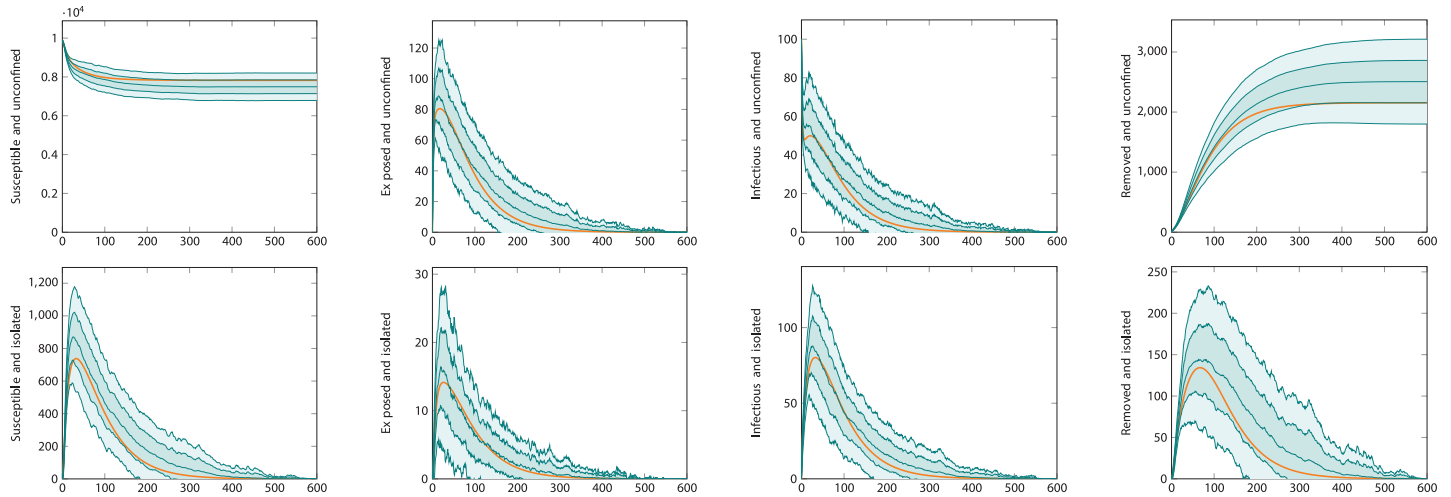 ·10⁴
Susceptible and unconfined
1
0.8
0.6
0.4
0.2
0
0 100 200 300 400 500 600
Ex posed and unconfined
120
100
80
60
40
20
0
0 100 200 300 400 500 600
Infectious and unconfined
100
80
60
40
20
0
0 100 200 300 400 500 600
Removed and unconfined
3,000
2,000
1,000
0
0 100 200 300 400 500 600
Susceptible and isolated
1,200
1,000
800
600
400
200
0
0 100 200 300 400 500 600
Ex posed and isolated
30
20
10
0
0 100 200 300 400 500 600
Infectious and isolated
100
50
0
0 100 200 300 400 500 600
Removed and isolated
250
200
150
100
50
0
0 100 200 300 400 500 600